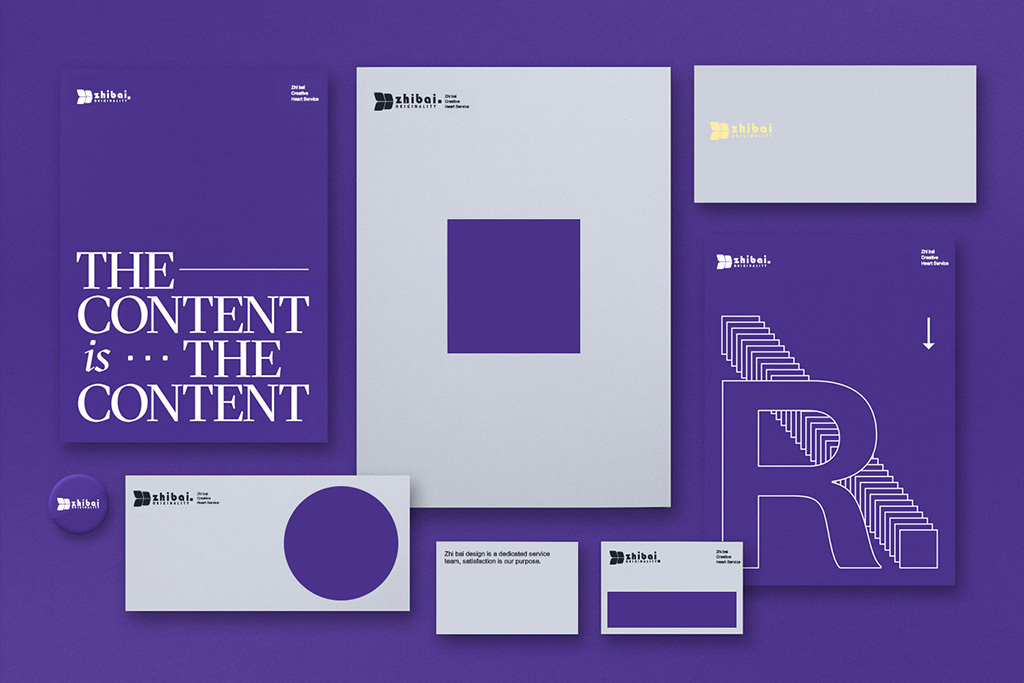 zhibai.
ORIGINALITY
Zhi bai
Creative
Heart Service
THE
CONTENT
is ··· THE
CONTENT
zhibai.
ORIGINALITY
Zhi bai
Creative
Heart Service
zhibai
ORIGINALITY
zhibai.
ORIGINALITY
Zhi bai
Creative
Heart Service
R
zhibai
ORIGINALITY
zhibai.
ORIGINALITY
Zhi bai
Creative
Heart Service
Zhi bai design is a dedicated service
team, satisfaction is our purpose.
zhibai
ORIGINALITY
Zhi bai
Creative
Heart Service